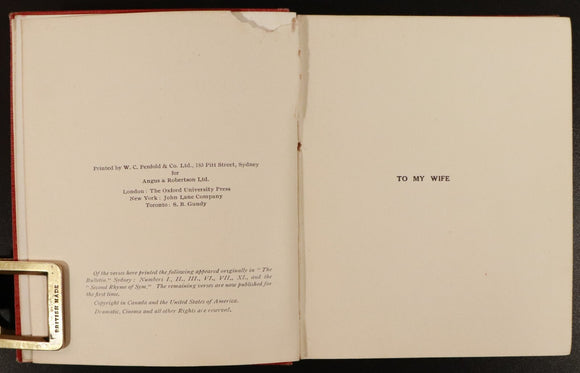 Printed by W. C. Penfold & Co. Ltd., 183 Pitt Street, Sydney
for
Angus & Robertson Ltd.
London : The Oxford University Press
New York : John Lane Company
Toronto : S. B. Gundy
Of the verses here printed the following appeared originally in " The
Bulletin," Sydney : Numbers I., II., III., VI., VII., XI., and the
" Second Rhyme of Sym." The remaining verses are now published for
the first time.
Copyright in Canada and the United States of America.
Dramatic, Cinema and all other Rights are reserved.
TO MY WIFE
BRITISH MADE